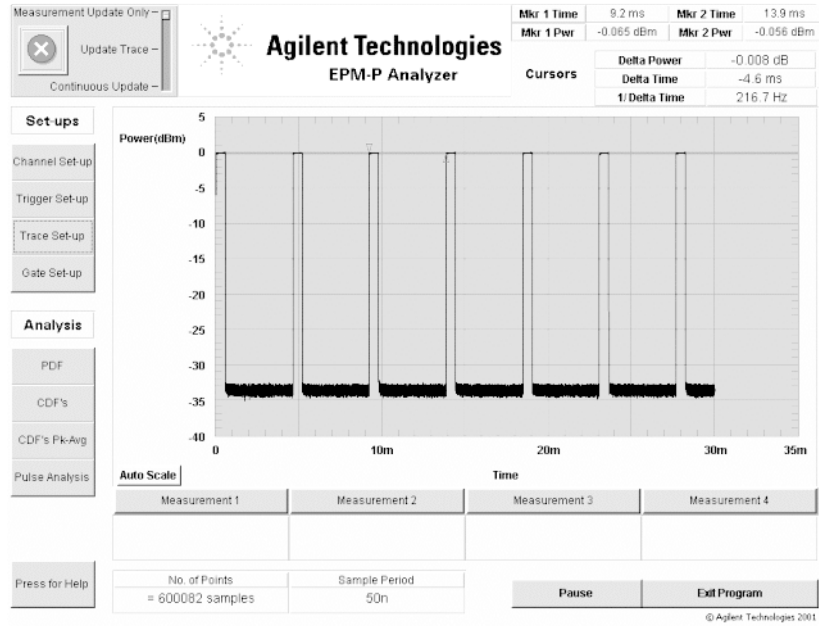 Measurement Update Only
Update Trace
Continuous Update
Agilent Technologies
EPM-P Analyzer
Mkr 1 Time 9.2 ms Mkr 2 Time 13.9 ms
Mkr 1 Pwr -0.065 dBm Mkr 2 Pwr -0.056 dBm
Cursors
Delta Power -0.008 dB
Delta Time -4.6 ms
1/Delta Time 216.7 Hz
Set-ups
Channel Set-up
Trigger Set-up
Trace Set-up
Gate Set-up
Analysis
PDF
CDF's
CDF's Pk-Avg
Pulse Analysis
Press for Help
Power(dBm)
5
0
-5
-10
-15
-20
-25
-30
-35
-40
0 10m 20m 30m 35m
Auto Scale
Time
Measurement 1 Measurement 2 Measurement 3 Measurement 4
No. of Points Sample Period
= 600082 samples 50n
Pause Exit Program
© Agilent Technologies 2001